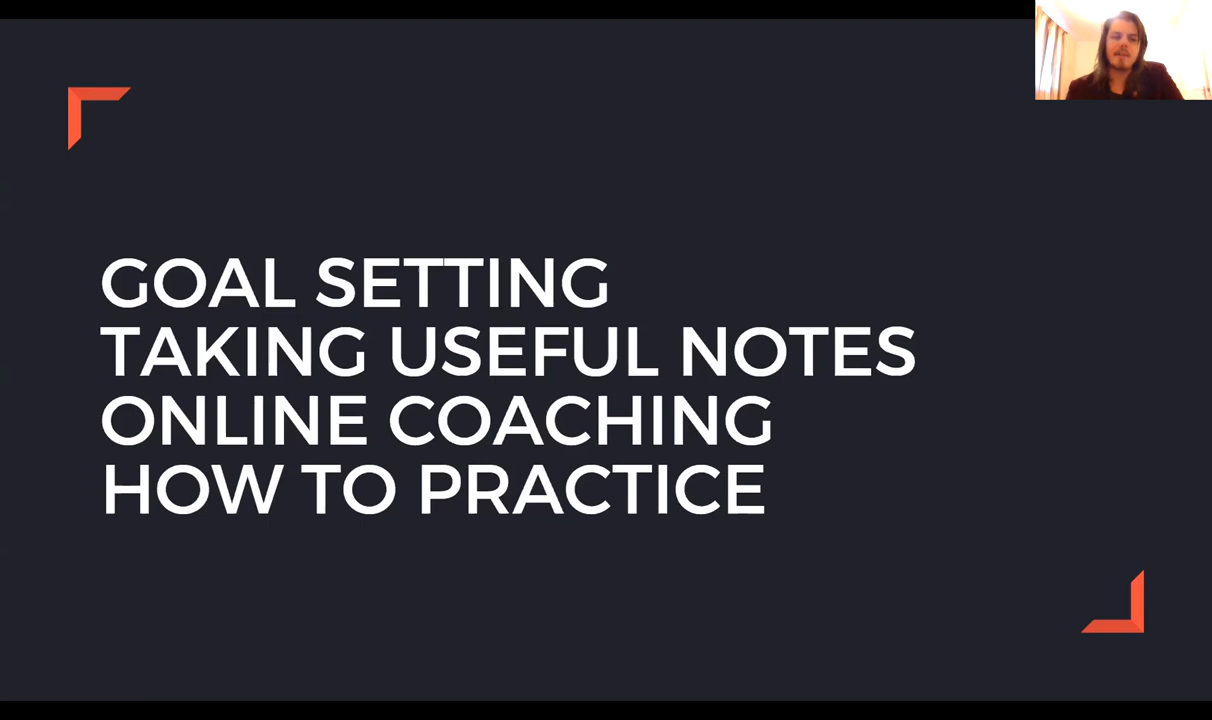 GOAL SETTING
TAKING USEFUL NOTES
ONLINE COACHING
HOW TO PRACTICE